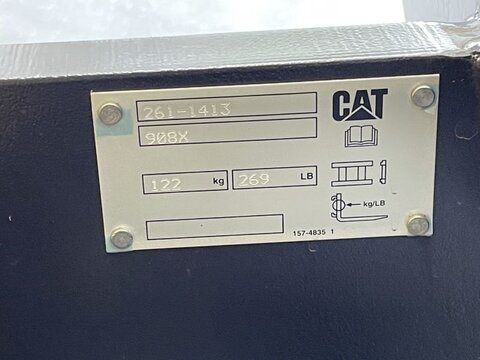 261-1413
CAT
908X
122 kg 269 LB
kg/LB
157-4835 1